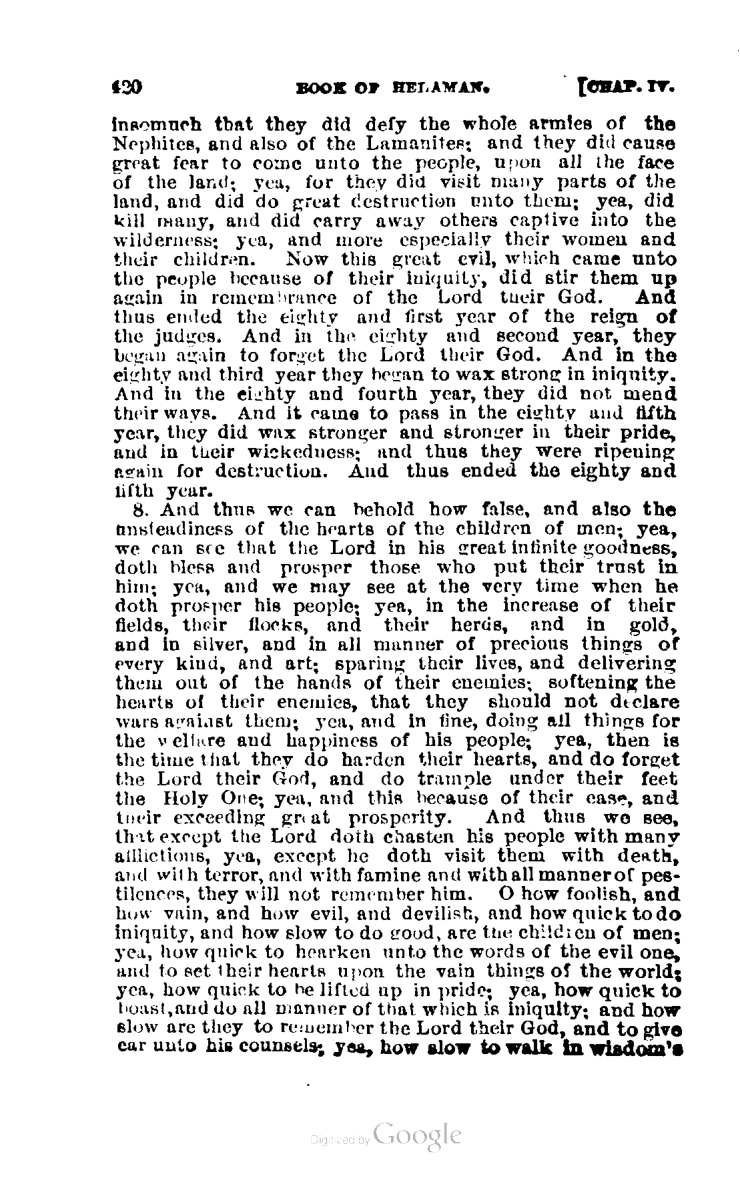 420 BOOK OF HELAMAN. [CHAP. IV.
insomuch that they did defy the whole armies of the
Nephites, and also of the Lamanites; and they did cause
great fear to come unto the people, upon all the face
of the land; yea, for they did visit many parts of the
land, and did do great destruction unto them; yea, did
kill many, and did carry away others captive into the
wilderness; yea, and more especially their women and
their children. Now this great evil, which came unto
the people because of their iniquity, did stir them up
again in remembrance of the Lord their God. And
thus ended the eighty and first year of the reign of
the judges. And in the eighty and second year, they
began again to forget the Lord their God. And in the
eighty and third year they began to wax strong in iniquity.
And in the eighty and fourth year, they did not mend
their ways. And it came to pass in the eighty and fifth
year, they did wax stronger and stronger in their pride,
and in their wickedness; and thus they were ripening
again for destruction. And thus ended the eighty and
fifth year.
8. And thus we can behold how false, and also the
unsteadiness of the hearts of the children of men; yea,
we can see that the Lord in his great infinite goodness,
doth bless and prosper those who put their trust in
him; yea, and we may see at the very time when he
doth prosper his people; yea, in the increase of their
fields, their flocks, and their herds, and in gold,
and in silver, and in all manner of precious things of
every kind, and art; sparing their lives, and delivering
them out of the hands of their enemies; softening the
hearts of their enemies, that they should not declare
wars against them; yea, and in fine, doing all things for
the welfare and happiness of his people; yea, then is
the time that they do harden their hearts, and do forget
the Lord their God, and do trample under their feet
the Holy One; yea, and this because of their ease, and
their exceeding great prosperity. And thus we see,
that except the Lord doth chasten his people with many
afflictions, yea, except he doth visit them with death,
and with terror, and with famine and with all manner of pes-
tilences, they will not remember him. O how foolish, and
how vain, and how evil, and devilish, and how quick to do
iniquity, and how slow to do good, are the children of men;
yea, how quick to hearken unto the words of the evil one,
and to set their hearts upon the vain things of the world;
yea, how quick to be lifted up in pride; yea, how quick to
boast, and do all manner of that which is iniquity; and how
slow are they to remember the Lord their God, and to give
ear unto his counsels; yea, how slow to walk in wisdom's
Digitized by Google